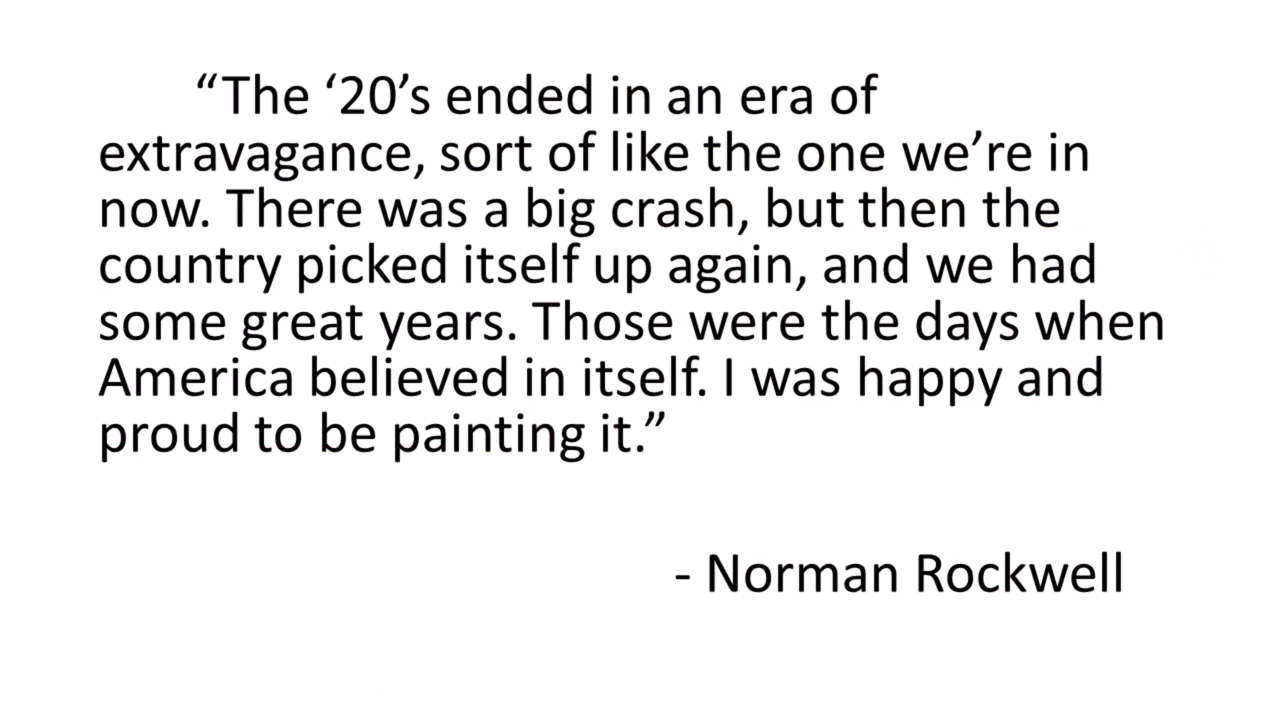 “The ‘20’s ended in an era of
extravagance, sort of like the one we’re in
now. There was a big crash, but then the
country picked itself up again, and we had
some great years. Those were the days when
America believed in itself. I was happy and
proud to be painting it.”
- Norman Rockwell